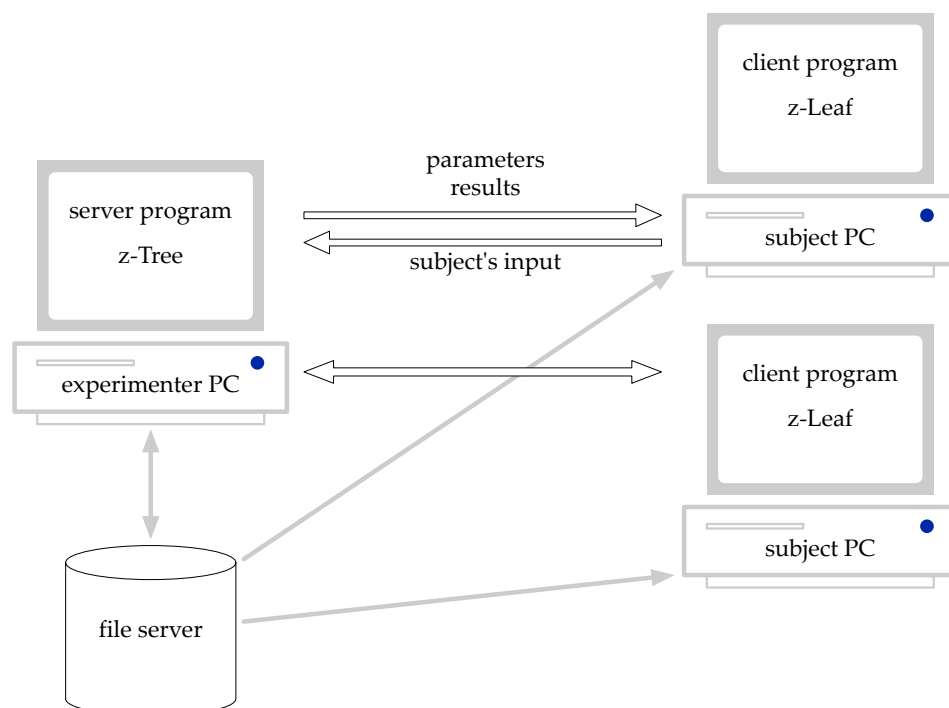 client program
z-Leaf
parameters
results
server program
z-Tree
subject's input
subject PC
experimenter PC
client program
z-Leaf
subject PC
file server